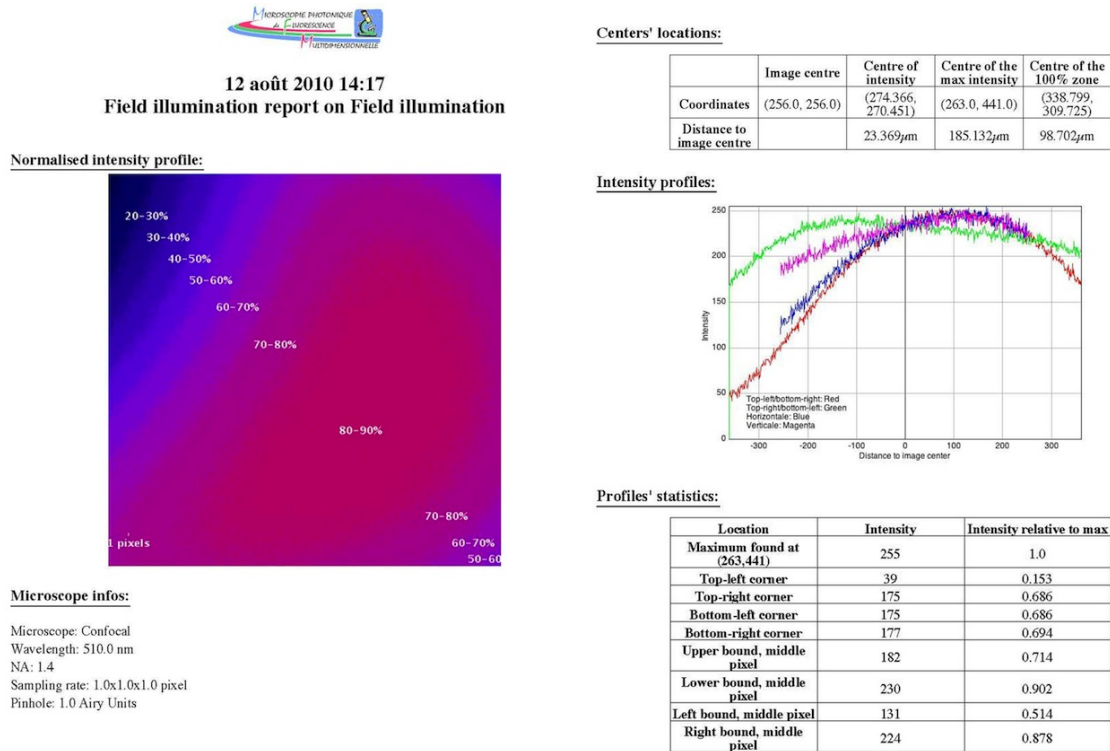 MICROSCOPIE PHOTONIQUE
de FLUORESCENCE
MULTIDIMENSIONNELLE
12 août 2010 14:17
Field illumination report on Field illumination
Normalised intensity profile:
20-30%
30-40%
40-50%
50-60%
60-70%
70-80%
80-90%
70-80%
1 pixels
60-70%
50-60
Microscope infos:
Microscope: Confocal
Wavelength: 510.0 nm
NA: 1.4
Sampling rate: 1.0x1.0x1.0 pixel
Pinhole: 1.0 Airy Units
Centers' locations:
Image centre Centre of intensity Centre of the max intensity Centre of the 100% zone
Coordinates (256.0, 256.0) (274.366, 270.451) (263.0, 441.0) (338.799, 309.725)
Distance to image centre 23.369µm 185.132µm 98.702µm
Intensity profiles:
250
200
150
100
50
0
Intensity
Top-left/bottom-right: Red
Top-right/bottom-left: Green
Horizontale: Blue
Verticale: Magenta
-300 -200 -100 0 100 200 300
Distance to image center
Profiles' statistics:
Location Intensity Intensity relative to max
Maximum found at (263,441) 255 1.0
Top-left corner 39 0.153
Top-right corner 175 0.686
Bottom-left corner 175 0.686
Bottom-right corner 177 0.694
Upper bound, middle pixel 182 0.714
Lower bound, middle pixel 230 0.902
Left bound, middle pixel 131 0.514
Right bound, middle pixel 224 0.878